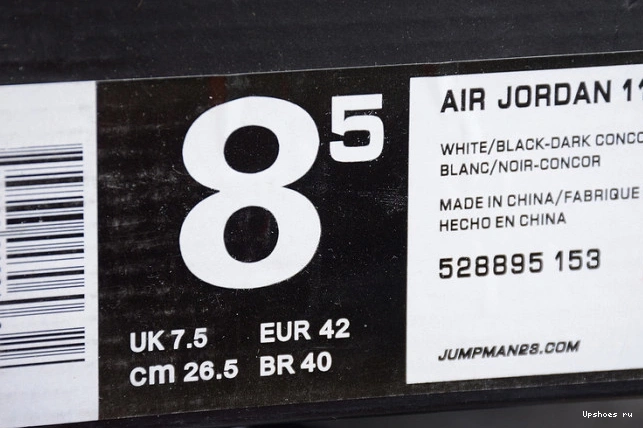 8 5
UK 7.5 EUR 42
cm 26.5 BR 40
AIR JORDAN 11
WHITE/BLACK-DARK CONCO
BLANC/NOIR-CONCOR
MADE IN CHINA/FABRIQUE
HECHO EN CHINA
528895 153
JUMPMAN23.COM
Upshoes ru